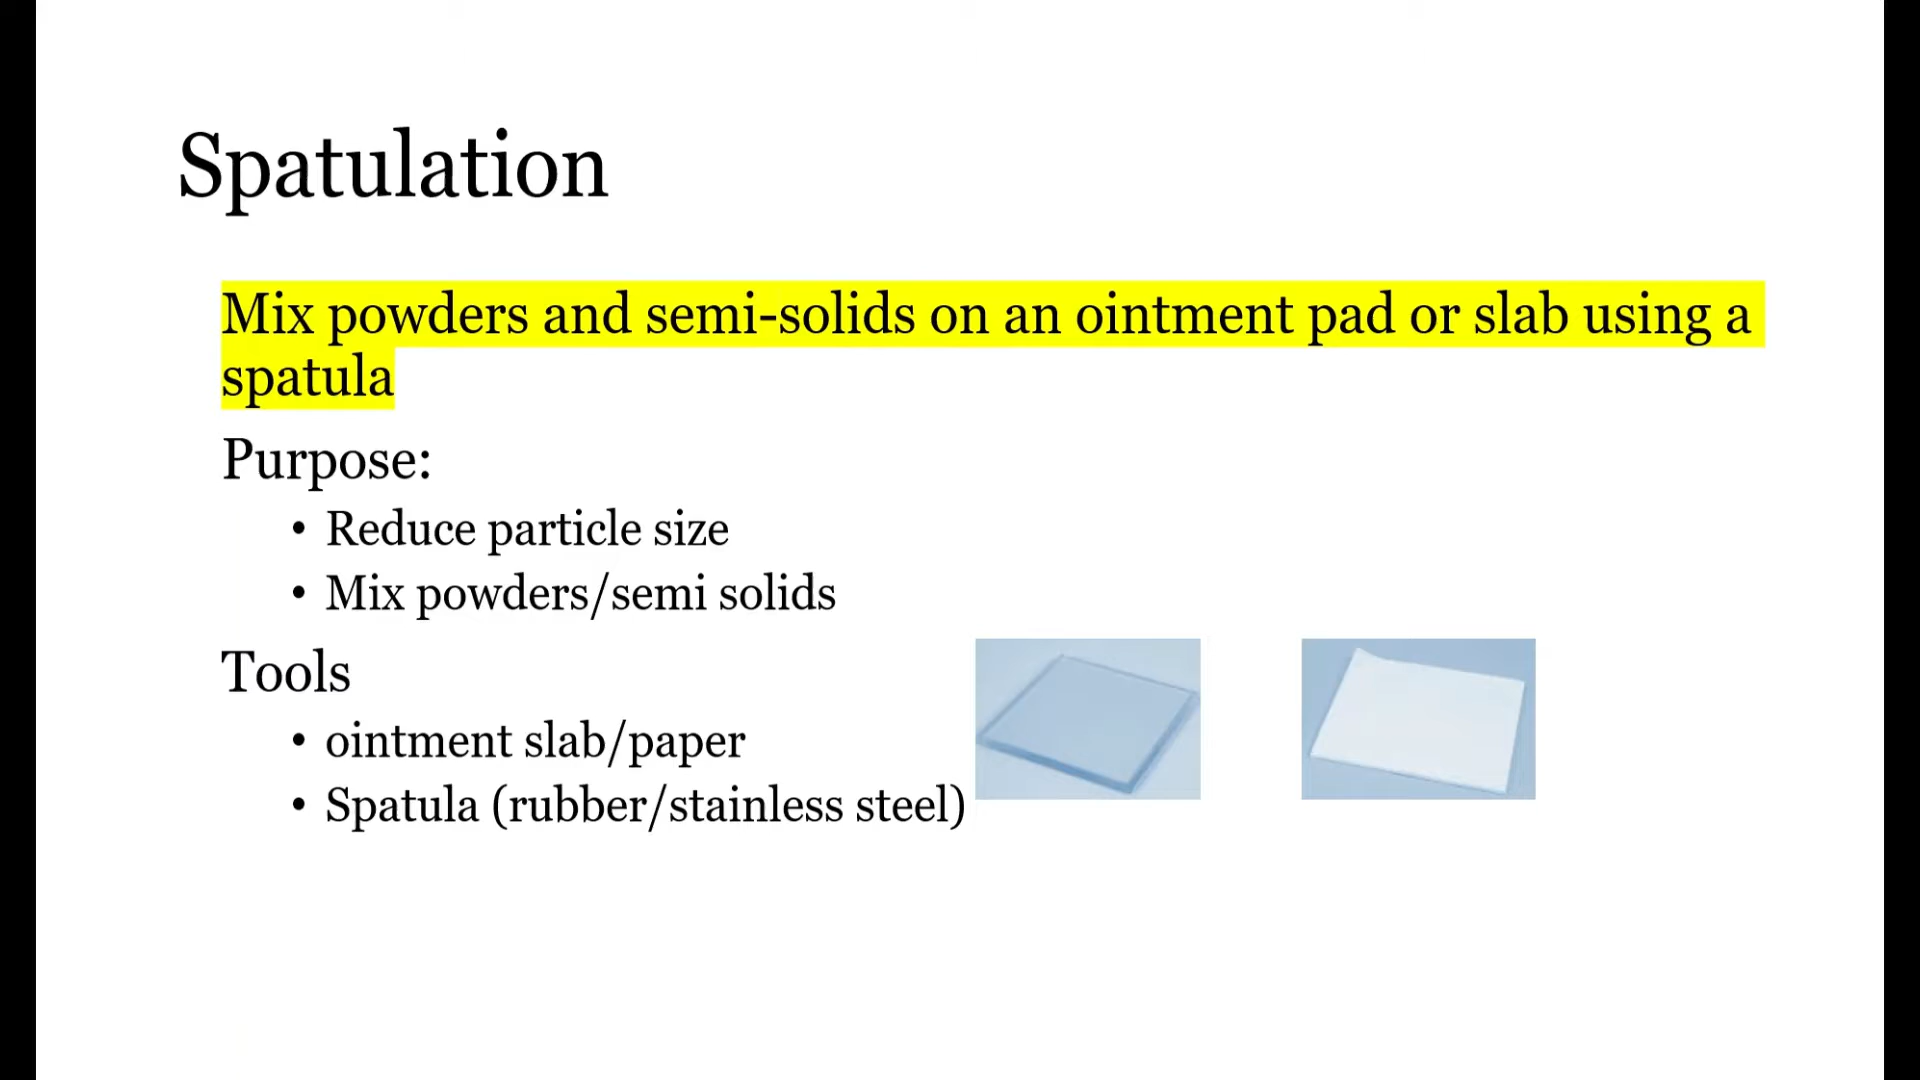 Spatulation
Mix powders and semi-solids on an ointment pad or slab using a
spatula
Purpose:
• Reduce particle size
• Mix powders/semi solids
Tools
• ointment slab/paper
• Spatula (rubber/stainless steel)